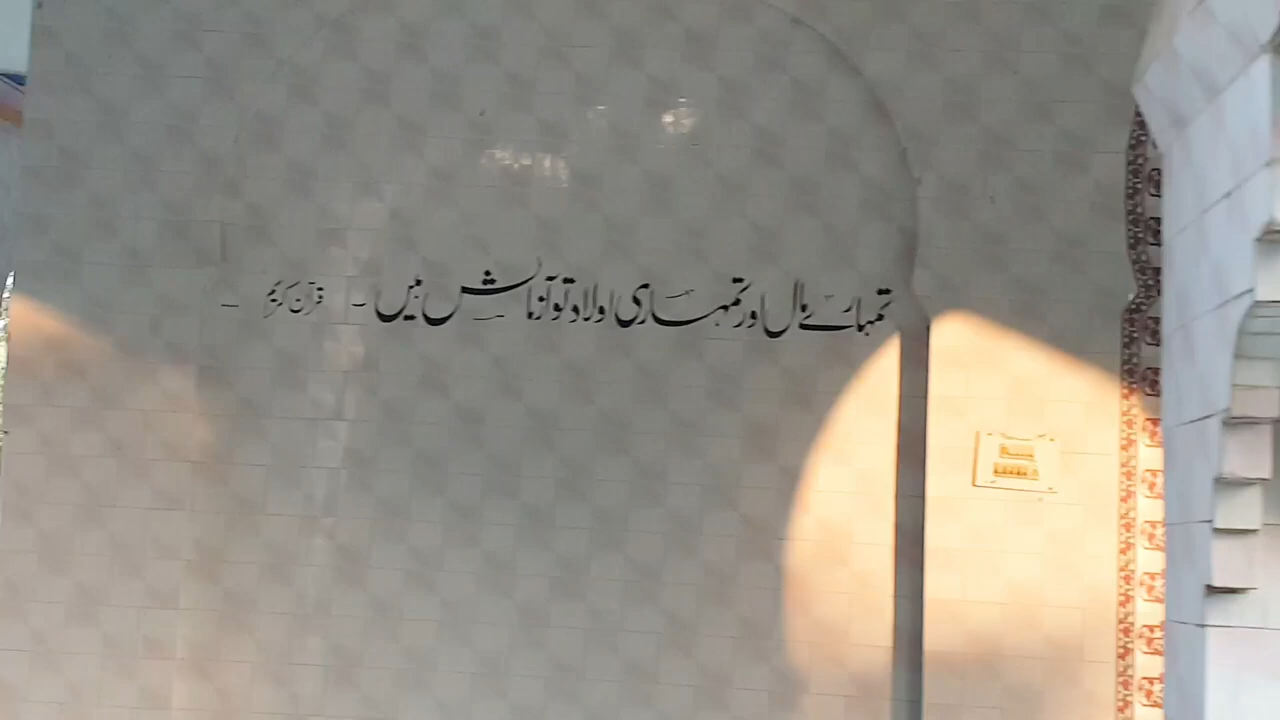 تمہارے مال اور تمہاری اولاد تو آزمائش ہیں - قرآن کریم -